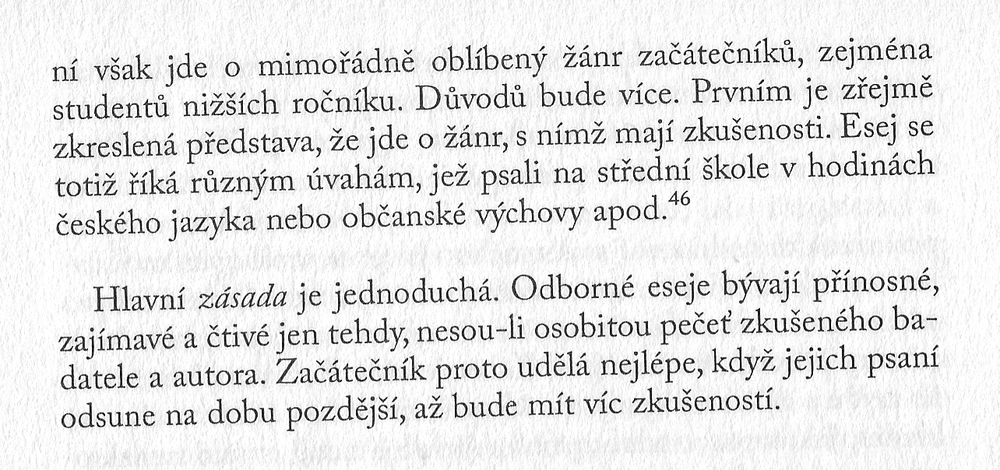 ní však jde o mimořádně oblíbený žánr začátečníků, zejména
studentů nižších ročníku. Důvodů bude více. Prvním je zřejmě
zkreslená představa, že jde o žánr, s nímž mají zkušenosti. Esej se
totiž říká různým úvahám, jež psali na střední škole v hodinách
českého jazyka nebo občanské výchovy apod.46
Hlavní zásada je jednoduchá. Odborné eseje bývají přínosné,
zajímavé a čtivé jen tehdy, nesou-li osobitou pečeť zkušeného ba-
datele a autora. Začátečník proto udělá nejlépe, když jejich psaní
odsune na dobu pozdější, až bude mít víc zkušeností.